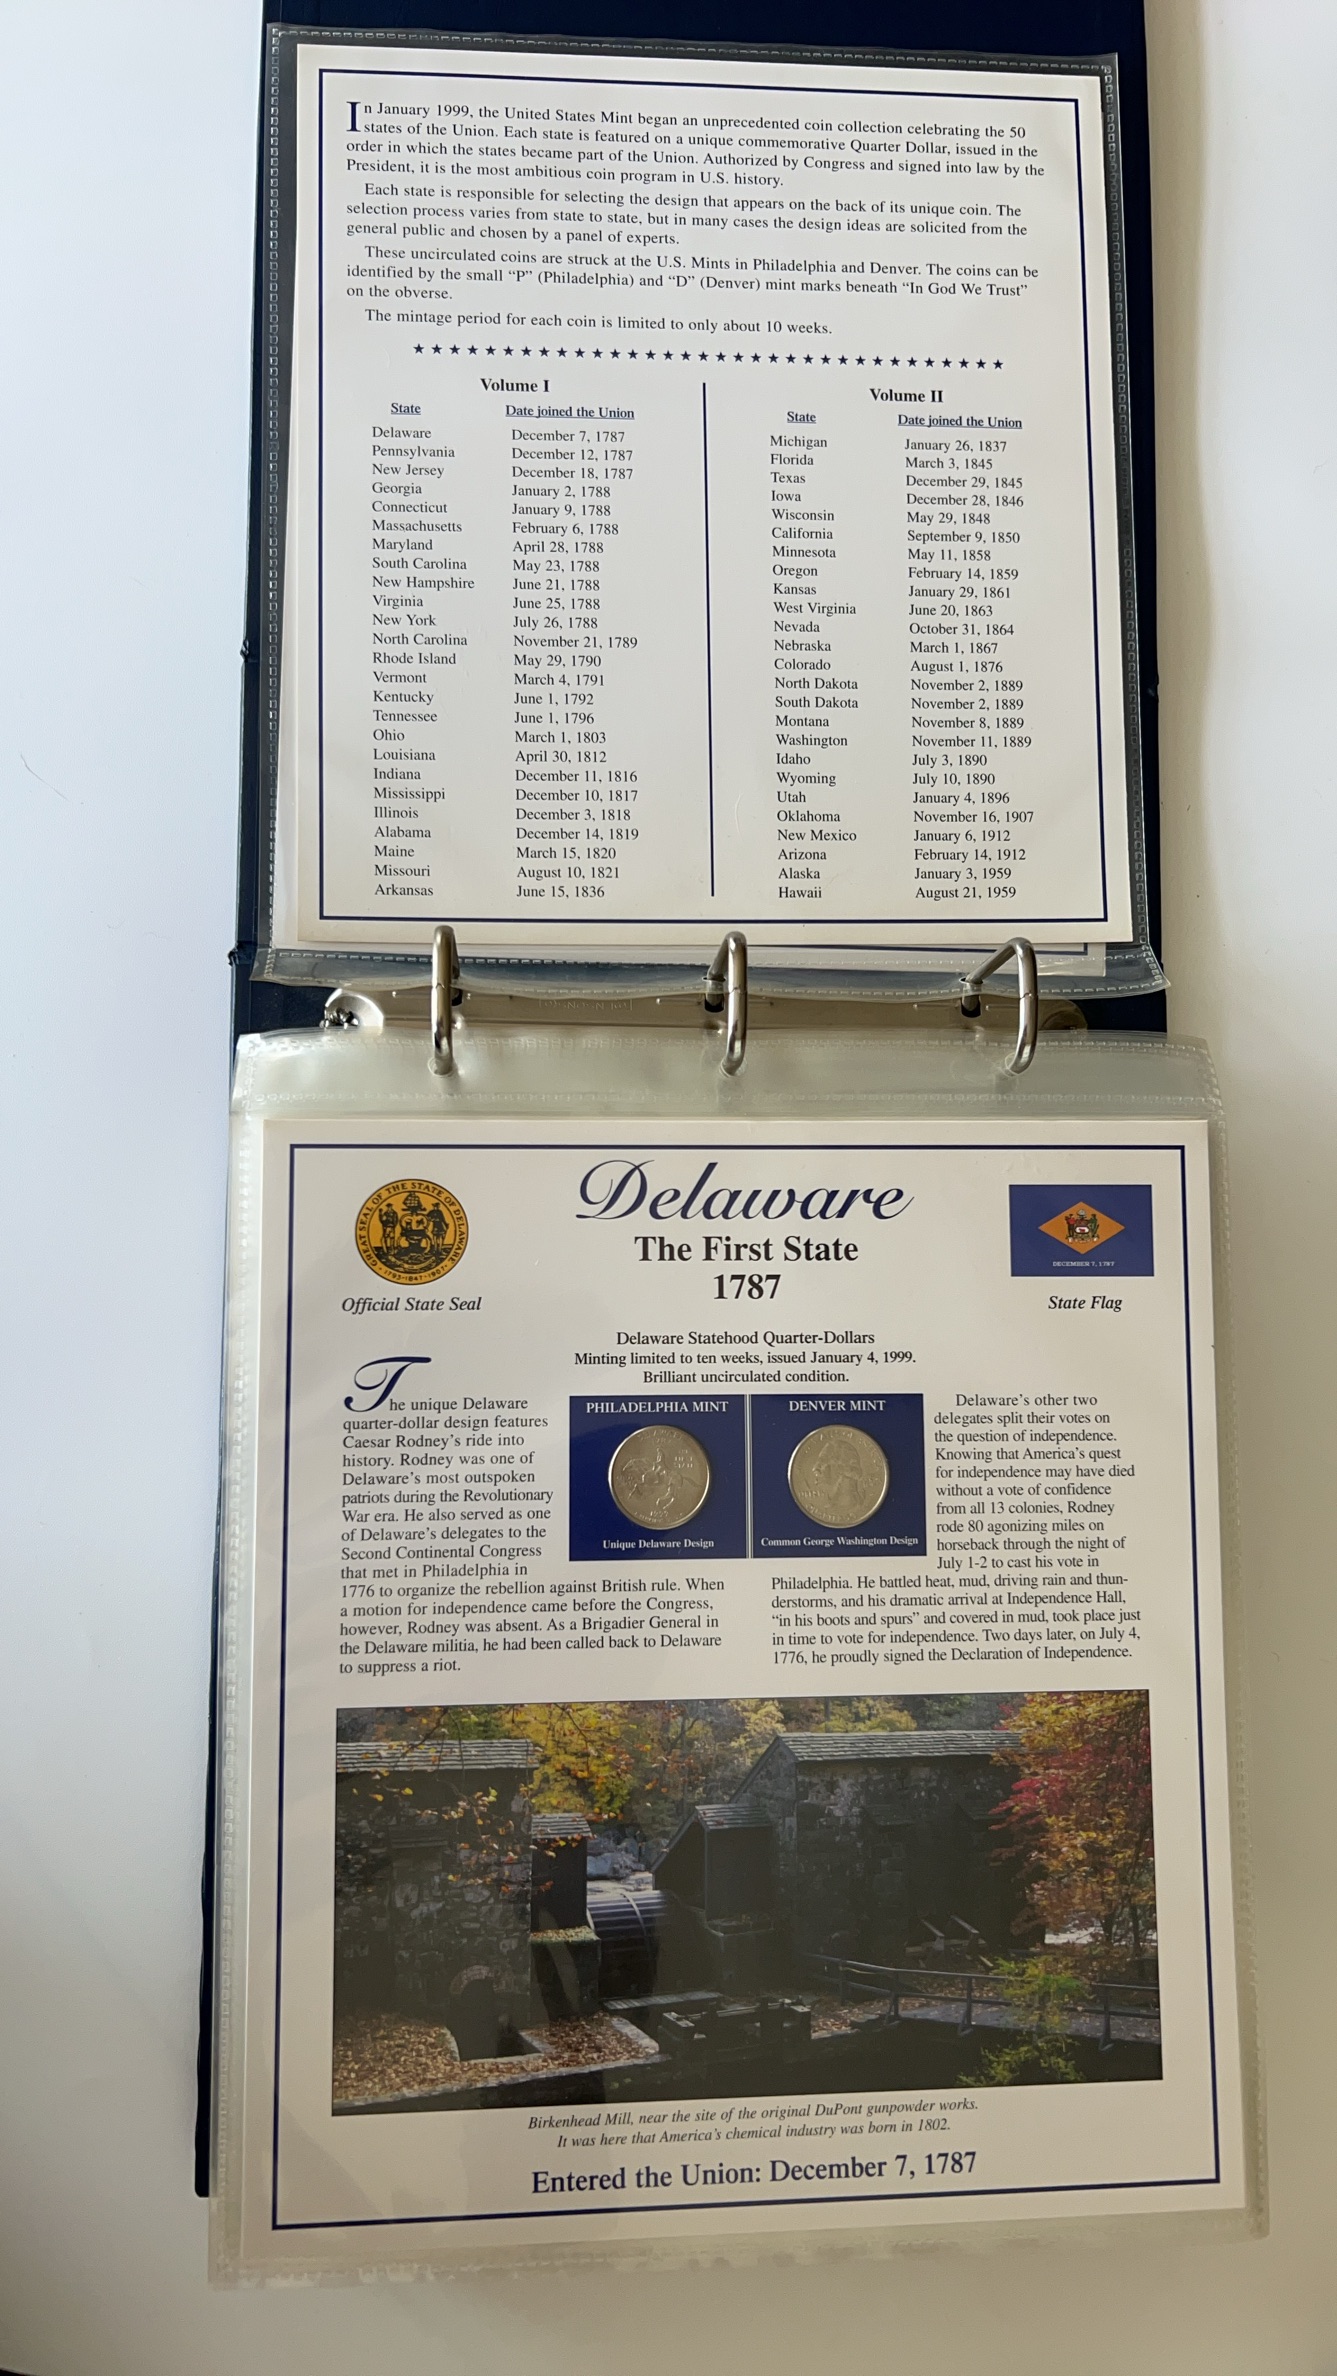 In January 1999, the United States Mint began an unprecedented coin collection celebrating the 50
states of the Union. Each state is featured on a unique commemorative Quarter Dollar, issued in the
order in which the states became part of the Union. Authorized by Congress and signed into law by the
President, it is the most ambitious coin program in U.S. history.
Each state is responsible for selecting the design that appears on the back of its unique coin. The
selection process varies from state to state, but in many cases the design ideas are solicited from the
general public and chosen by a panel of experts.
These uncirculated coins are struck at the U.S. Mints in Philadelphia and Denver. The coins can be
identified by the small “P” (Philadelphia) and “D” (Denver) mint marks beneath “In God We Trust”
on the obverse.
The mintage period for each coin is limited to only about 10 weeks.
Volume I
State Date joined the Union
Delaware December 7, 1787
Pennsylvania December 12, 1787
New Jersey December 18, 1787
Georgia January 2, 1788
Connecticut January 9, 1788
Massachusetts February 6, 1788
Maryland April 28, 1788
South Carolina May 23, 1788
New Hampshire June 21, 1788
Virginia June 25, 1788
New York July 26, 1788
North Carolina November 21, 1789
Rhode Island May 29, 1790
Vermont March 4, 1791
Kentucky June 1, 1792
Tennessee June 1, 1796
Ohio March 1, 1803
Louisiana April 30, 1812
Indiana December 11, 1816
Mississippi December 10, 1817
Illinois December 3, 1818
Alabama December 14, 1819
Maine March 15, 1820
Missouri August 10, 1821
Arkansas June 15, 1836
Volume II
State Date joined the Union
Michigan January 26, 1837
Florida March 3, 1845
Texas December 29, 1845
Iowa December 28, 1846
Wisconsin May 29, 1848
California September 9, 1850
Minnesota May 11, 1858
Oregon February 14, 1859
Kansas January 29, 1861
West Virginia June 20, 1863
Nevada October 31, 1864
Nebraska March 1, 1867
Colorado August 1, 1876
North Dakota November 2, 1889
South Dakota November 2, 1889
Montana November 8, 1889
Washington November 11, 1889
Idaho July 3, 1890
Wyoming July 10, 1890
Utah January 4, 1896
Oklahoma November 16, 1907
New Mexico January 6, 1912
Arizona February 14, 1912
Alaska January 3, 1959
Hawaii August 21, 1959
GREAT SEAL OF THE STATE OF DELAWARE
1793·1847·1907
Official State Seal
Delaware
The First State
1787
DECEMBER 7, 1787
State Flag
Delaware Statehood Quarter-Dollars
Minting limited to ten weeks, issued January 4, 1999.
Brilliant uncirculated condition.
PHILADELPHIA MINT
Unique Delaware Design
DENVER MINT
Common George Washington Design
The unique Delaware
quarter-dollar design features
Caesar Rodney’s ride into
history. Rodney was one of
Delaware’s most outspoken
patriots during the Revolutionary
War era. He also served as one
of Delaware’s delegates to the
Second Continental Congress
that met in Philadelphia in
1776 to organize the rebellion against British rule. When
a motion for independence came before the Congress,
however, Rodney was absent. As a Brigadier General in
the Delaware militia, he had been called back to Delaware
to suppress a riot.
Delaware’s other two
delegates split their votes on
the question of independence.
Knowing that America’s quest
for independence may have died
without a vote of confidence
from all 13 colonies, Rodney
rode 80 agonizing miles on
horseback through the night of
July 1-2 to cast his vote in
Philadelphia. He battled heat, mud, driving rain and thun-
derstorms, and his dramatic arrival at Independence Hall,
“in his boots and spurs” and covered in mud, took place just
in time to vote for independence. Two days later, on July 4,
1776, he proudly signed the Declaration of Independence.
Birkenhead Mill, near the site of the original DuPont gunpowder works.
It was here that America’s chemical industry was born in 1802.
Entered the Union: December 7, 1787